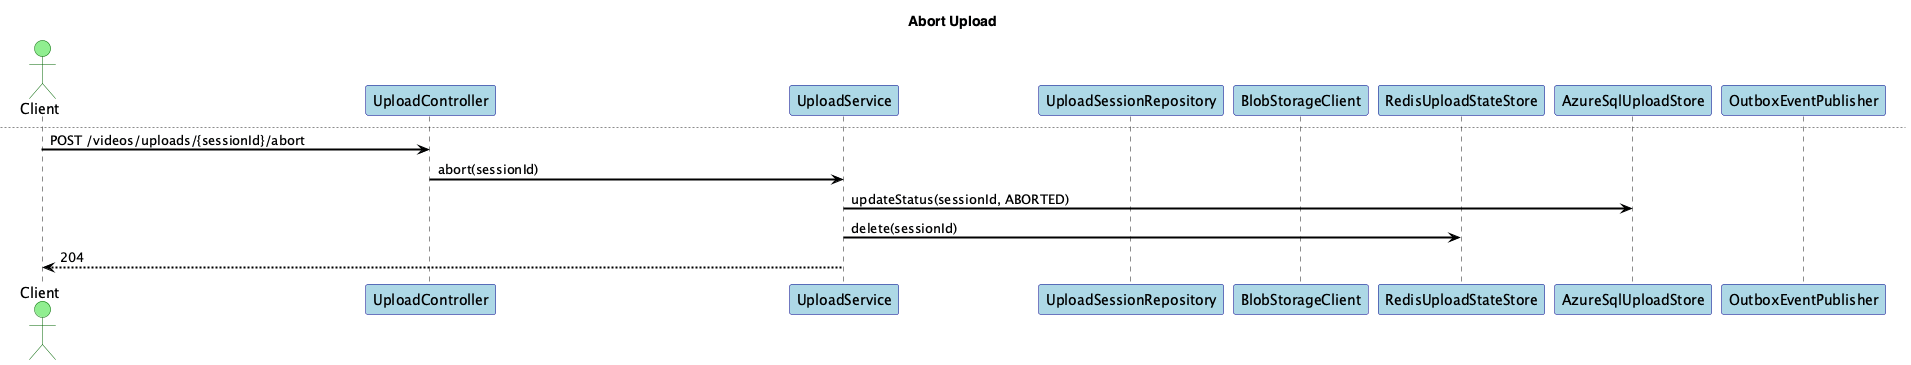 Abort Upload
Client
UploadController
UploadService
UploadSessionRepository
BlobStorageClient
RedisUploadStateStore
AzureSqlUploadStore
OutboxEventPublisher
POST /videos/uploads/{sessionId}/abort
abort(sessionId)
updateStatus(sessionId, ABORTED)
delete(sessionId)
204
Client
UploadController
UploadService
UploadSessionRepository
BlobStorageClient
RedisUploadStateStore
AzureSqlUploadStore
OutboxEventPublisher